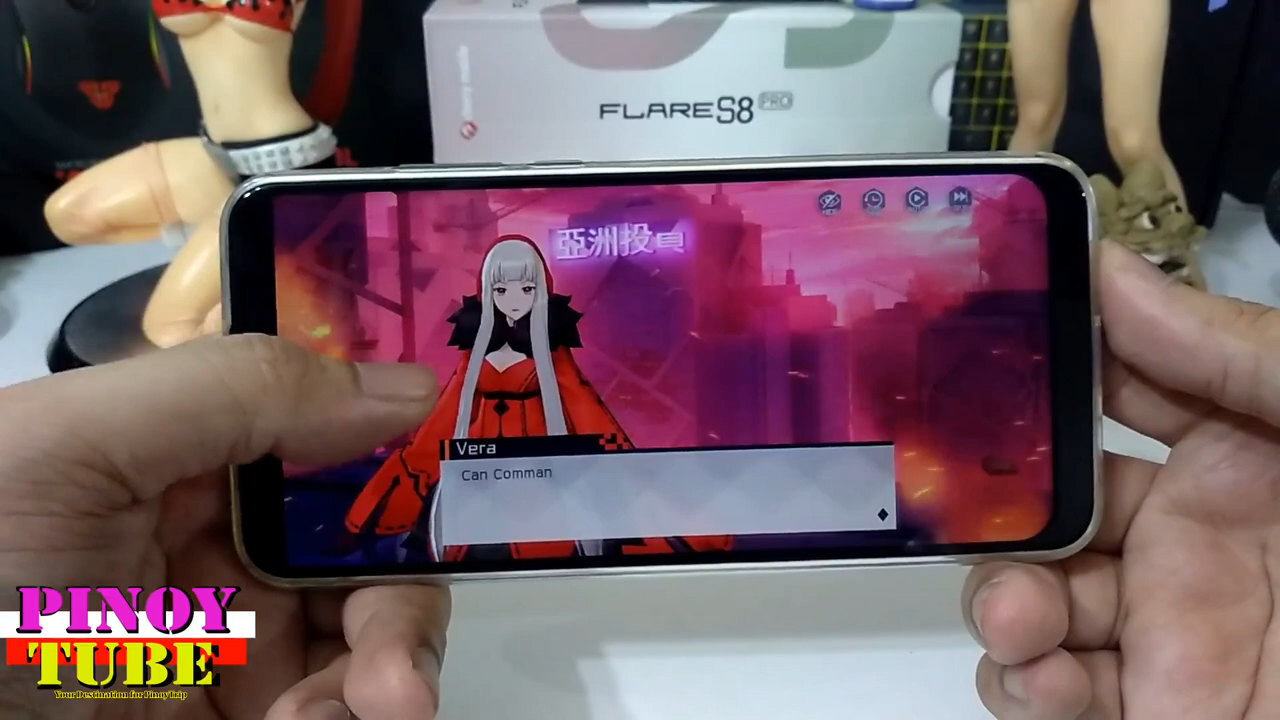 FLARE S8 PRO
亞洲投資
Vera
Can Comman
PINOY
TUBE
Your Destination for PinoyTrip